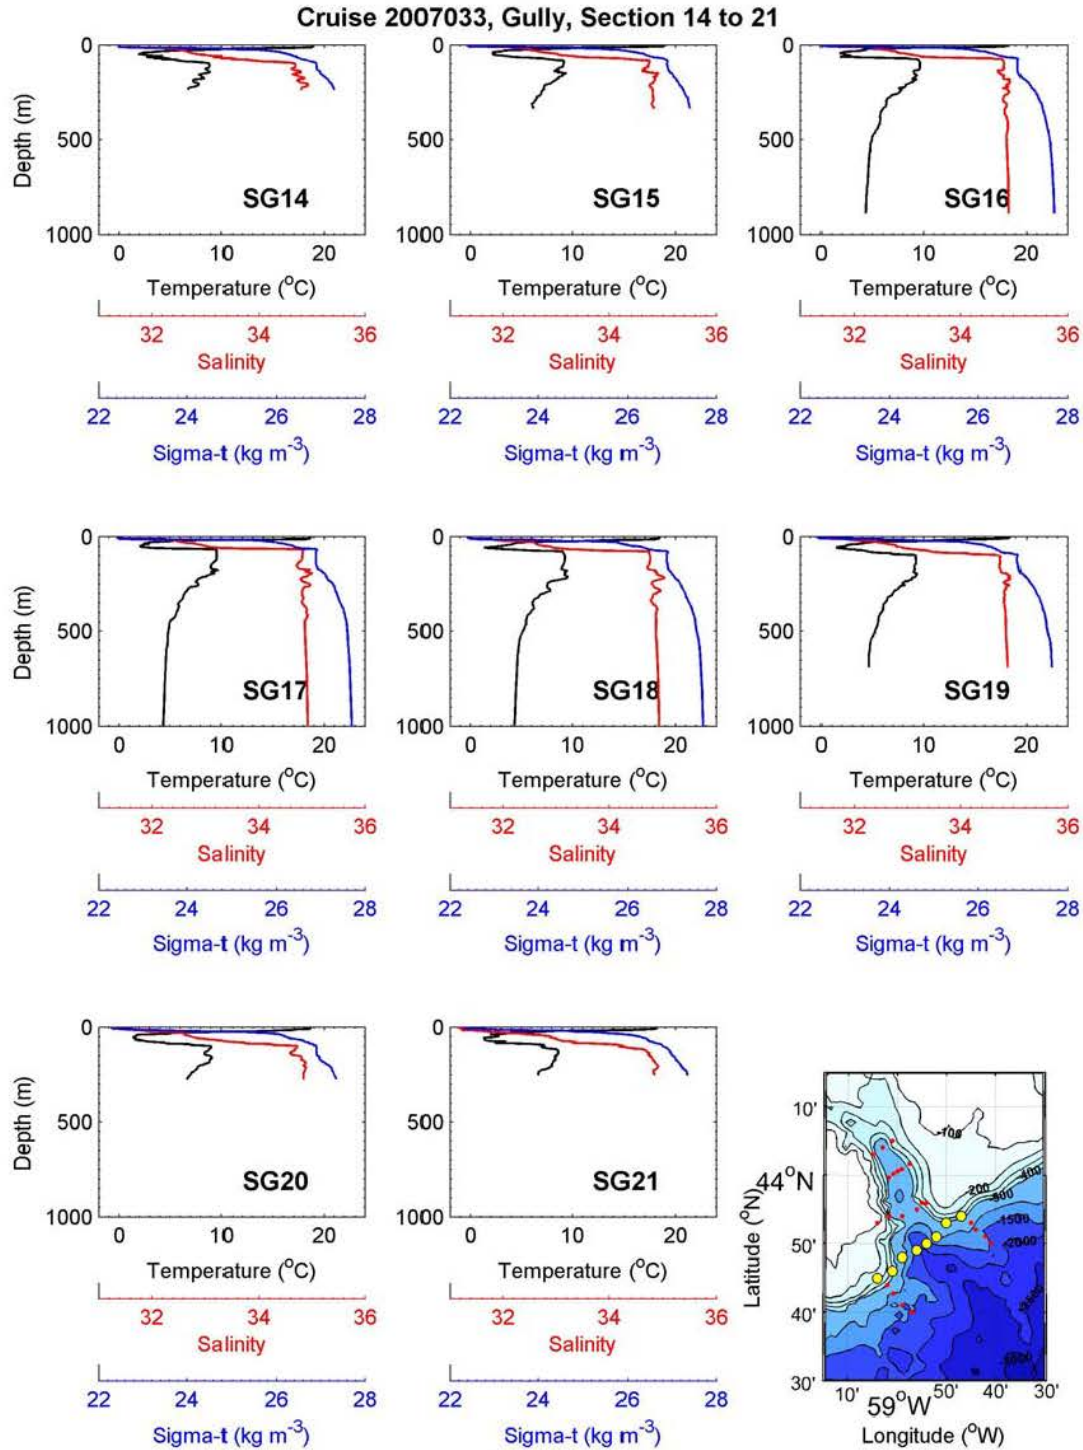 Cruise 2007033, Gully, Section 14 to 21
0
500
1000
Depth (m)
SG14
0 10 20
Temperature (°C)
32 34 36
Salinity
22 24 26 28
Sigma-t (kg m⁻³)
0
500
1000
SG15
0 10 20
Temperature (°C)
32 34 36
Salinity
22 24 26 28
Sigma-t (kg m⁻³)
0
500
1000
SG16
0 10 20
Temperature (°C)
32 34 36
Salinity
22 24 26 28
Sigma-t (kg m⁻³)
0
500
1000
Depth (m)
SG17
0 10 20
Temperature (°C)
32 34 36
Salinity
22 24 26 28
Sigma-t (kg m⁻³)
0
500
1000
SG18
0 10 20
Temperature (°C)
32 34 36
Salinity
22 24 26 28
Sigma-t (kg m⁻³)
0
500
1000
SG19
0 10 20
Temperature (°C)
32 34 36
Salinity
22 24 26 28
Sigma-t (kg m⁻³)
0
500
1000
Depth (m)
SG20
0 10 20
Temperature (°C)
32 34 36
Salinity
22 24 26 28
Sigma-t (kg m⁻³)
0
500
1000
SG21
0 10 20
Temperature (°C)
32 34 36
Salinity
22 24 26 28
Sigma-t (kg m⁻³)
10'
44°N
50'
40'
30'
Latitude (°N)
-100
-200
-400
-1500
-2000
10' 50' 40' 30'
59°W
Longitude (°W)